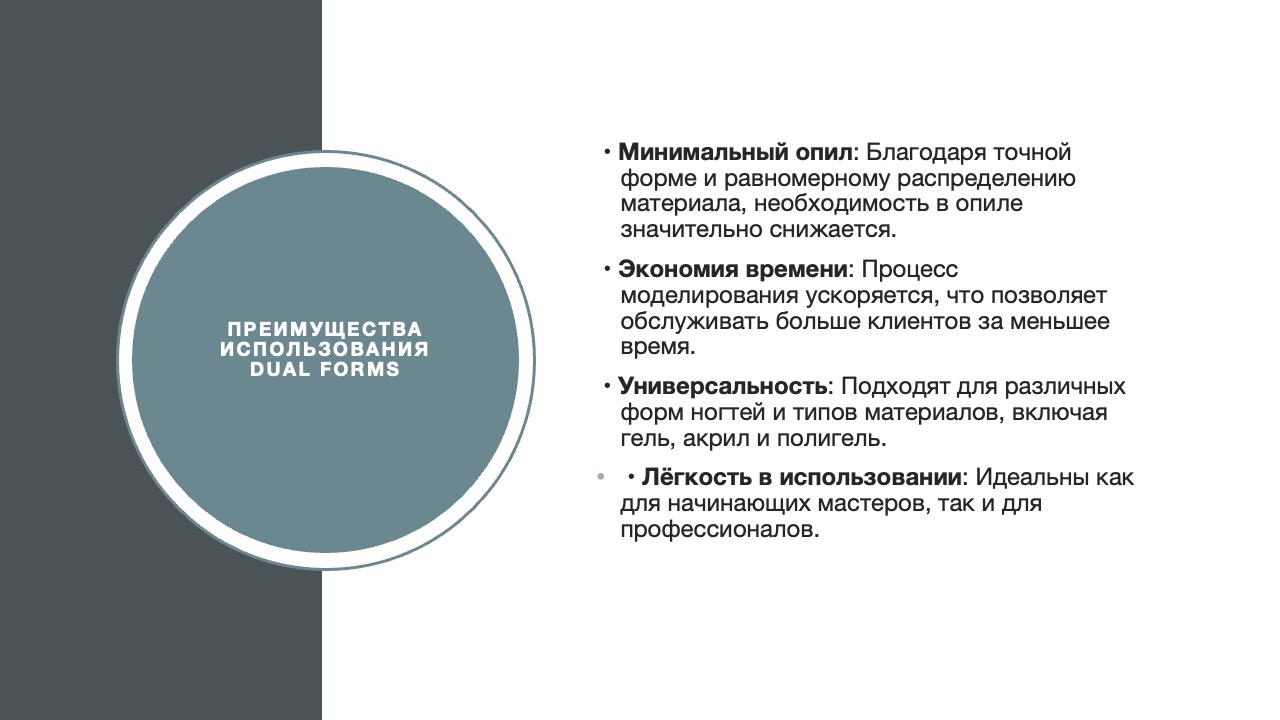 ПРЕИМУЩЕСТВА
ИСПОЛЬЗОВАНИЯ
DUAL FORMS
• Минимальный опил: Благодаря точной
форме и равномерному распределению
материала, необходимость в опиле
значительно снижается.
• Экономия времени: Процесс
моделирования ускоряется, что позволяет
обслуживать больше клиентов за меньшее
время.
• Универсальность: Подходят для различных
форм ногтей и типов материалов, включая
гель, акрил и полигель.
• • Лёгкость в использовании: Идеальны как
для начинающих мастеров, так и для
профессионалов.